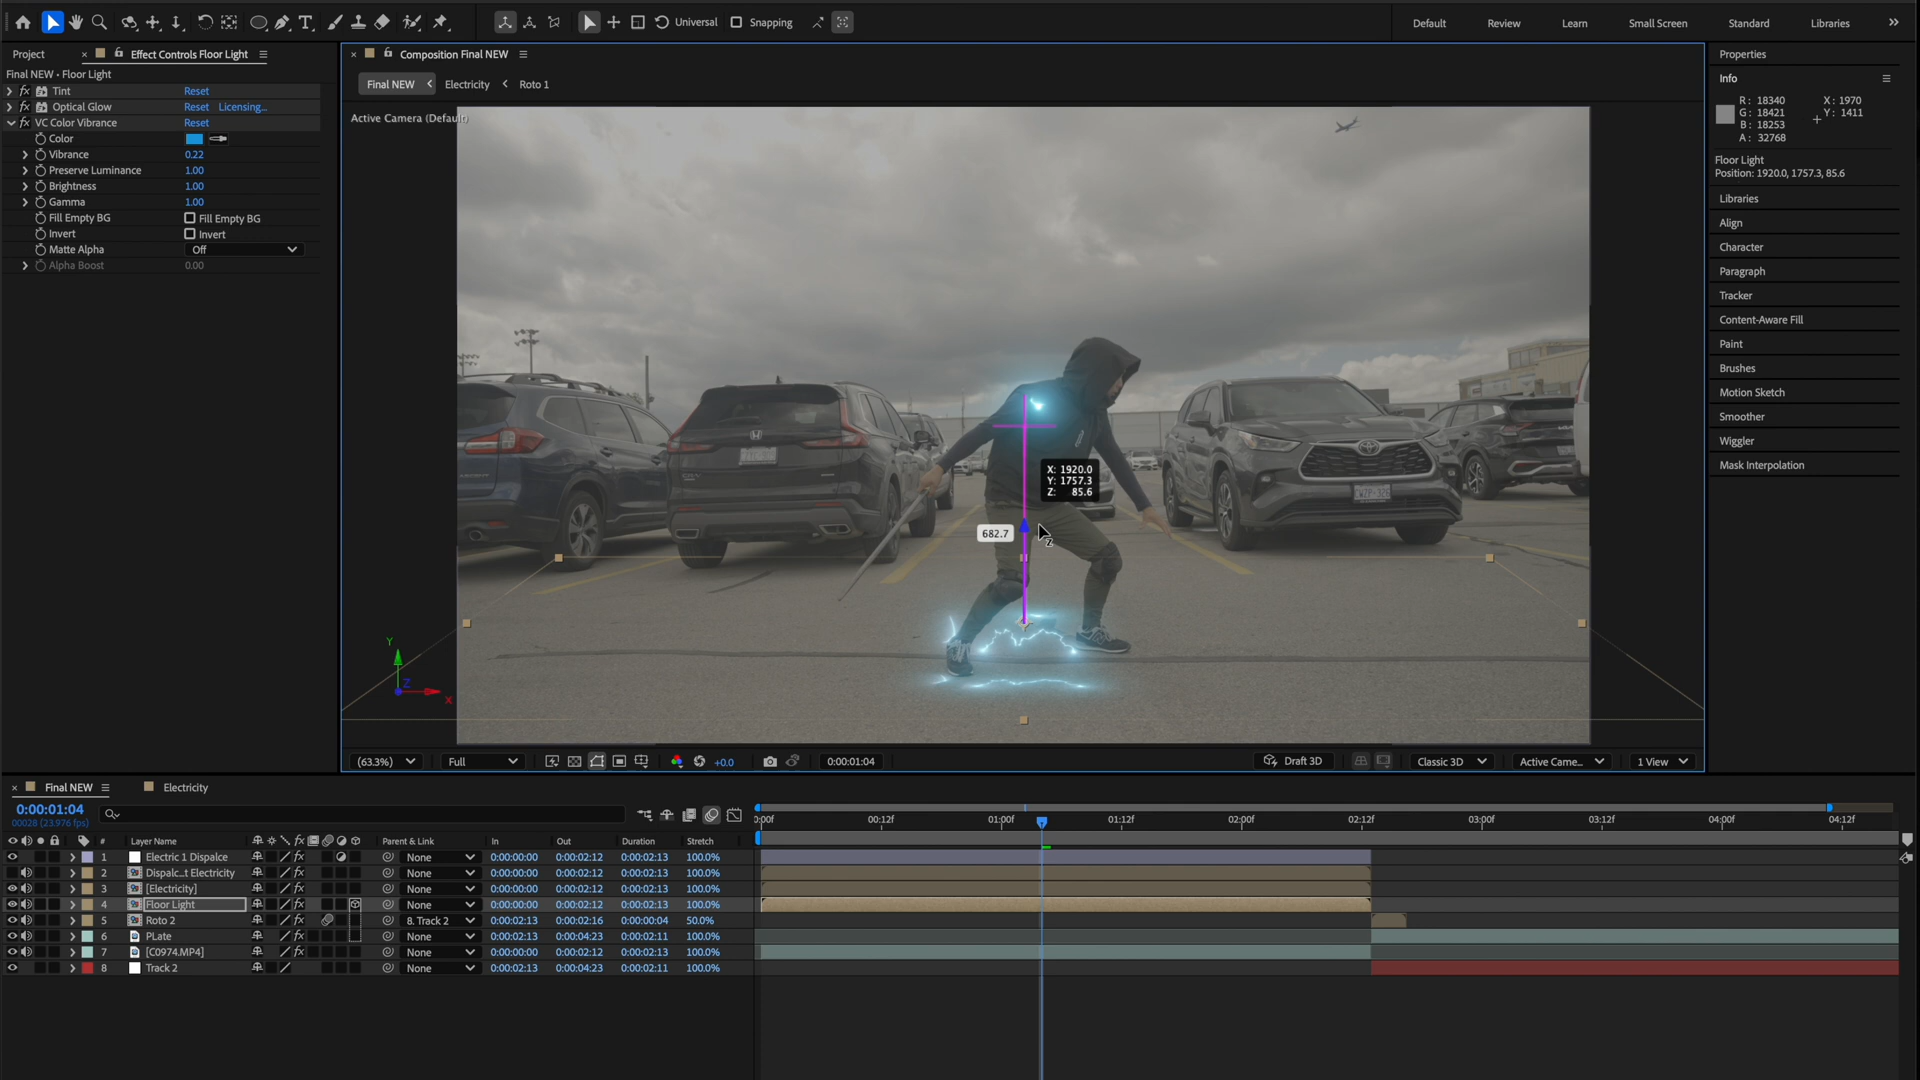 Universal Snapping Default Review Learn Small Screen Standard Libraries
Project × Effect Controls Floor Light
Final NEW • Floor Light
fx Tint Reset
fx Optical Glow Reset Licensing...
fx VC Color Vibrance Reset
Color
Vibrance 0.22
Preserve Luminance 1.00
Brightness 1.00
Gamma 1.00
Fill Empty BG Fill Empty BG
Invert Invert
Matte Alpha Off
Alpha Boost 0.00
× Composition Final NEW
Final NEW Electricity Roto 1
Active Camera (Default)
X: 1920.0
Y: 1757.3
Z: 85.6
682.7
Z
Y
Z
X
(63.3%) Full +0.0 0:00:01:04 Draft 3D Classic 3D Active Came... 1 View
Properties
Info
R: 18340 X: 1970
G: 18421 Y: 1411
B: 18253
A: 32768
Floor Light
Position: 1920.0, 1757.3, 85.6
Libraries
Align
Character
Paragraph
Tracker
Content-Aware Fill
Paint
Brushes
Motion Sketch
Smoother
Wiggler
Mask Interpolation
× Final NEW Electricity
0:00:01:04
00028 (23.976 fps)
:00f 00:12f 01:00f 01:12f 02:00f 02:12f 03:00f 03:12f 04:00f 04:12f
# Layer Name fx Parent & Link In Out Duration Stretch
1 Electric 1 Dispalce None 0:00:00:00 0:00:02:12 0:00:02:13 100.0%
2 Dispalc...t Electricity fx None 0:00:00:00 0:00:02:12 0:00:02:13 100.0%
3 [Electricity] fx None 0:00:00:00 0:00:02:12 0:00:02:13 100.0%
4 Floor Light fx None 0:00:00:00 0:00:02:12 0:00:02:13 100.0%
5 Roto 2 8. Track 2 0:00:02:13 0:00:02:16 0:00:00:04 50.0%
6 PLate fx None 0:00:02:13 0:00:04:23 0:00:02:11 100.0%
7 [C0974.MP4] fx None 0:00:00:00 0:00:02:12 0:00:02:13 100.0%
8 Track 2 None 0:00:02:13 0:00:04:23 0:00:02:11 100.0%